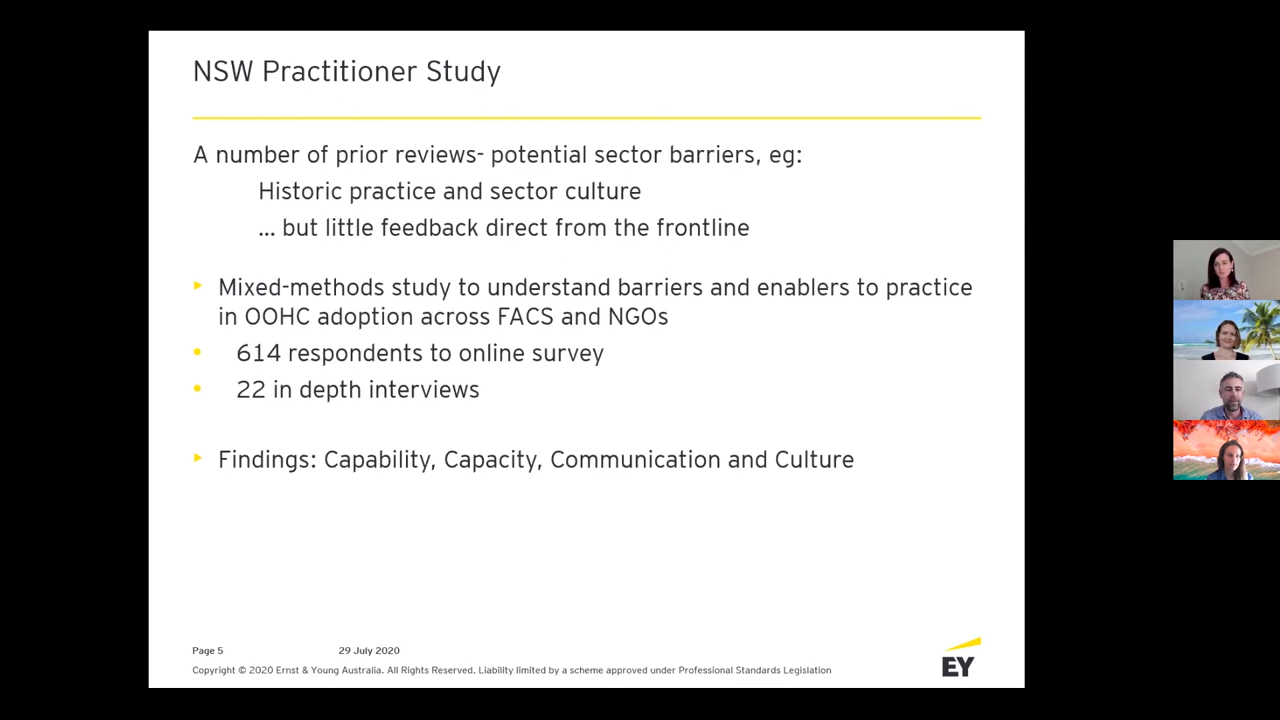 NSW Practitioner Study
A number of prior reviews- potential sector barriers, eg:
Historic practice and sector culture
... but little feedback direct from the frontline
▸ Mixed-methods study to understand barriers and enablers to practice
in OOHC adoption across FACS and NGOs
• 614 respondents to online survey
• 22 in depth interviews
▸ Findings: Capability, Capacity, Communication and Culture
Page 5 29 July 2020
Copyright © 2020 Ernst & Young Australia. All Rights Reserved. Liability limited by a scheme approved under Professional Standards Legislation
EY